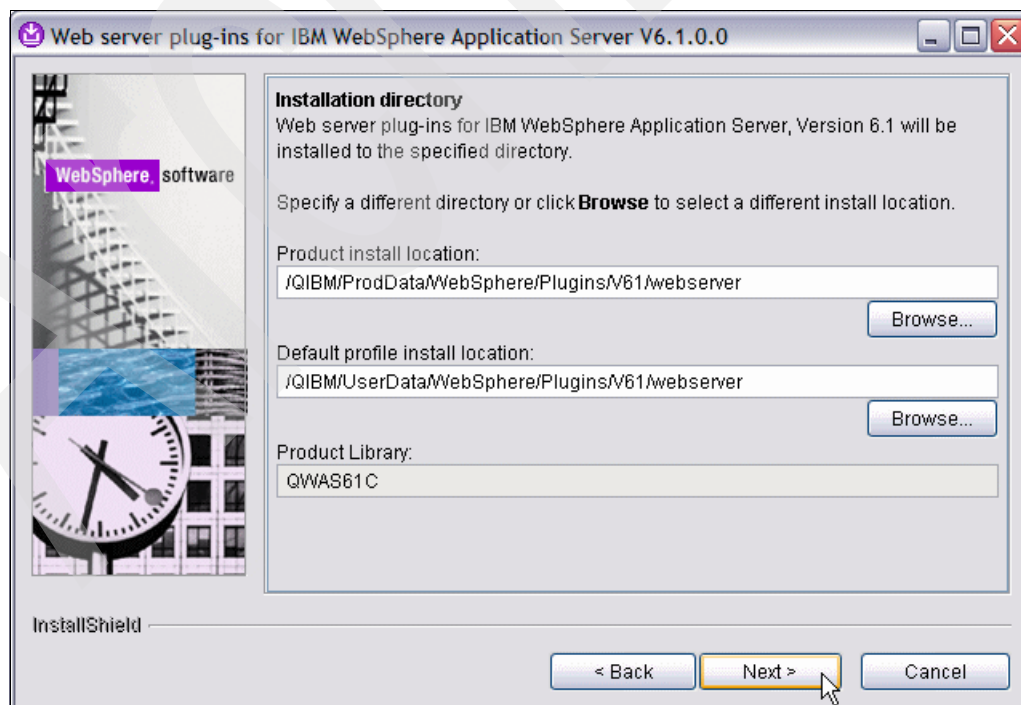 Web server plug-ins for IBM WebSphere Application Server V6.1.0.0
WebSphere. software
Installation directory
Web server plug-ins for IBM WebSphere Application Server, Version 6.1 will be
installed to the specified directory.
Specify a different directory or click Browse to select a different install location.
Product install location:
/QIBM/ProdData/WebSphere/Plugins/V61/webserver
Browse...
Default profile install location:
/QIBM/UserData/WebSphere/Plugins/V61/webserver
Browse...
Product Library:
QWAS61C
InstallShield
< Back
Next >
Cancel